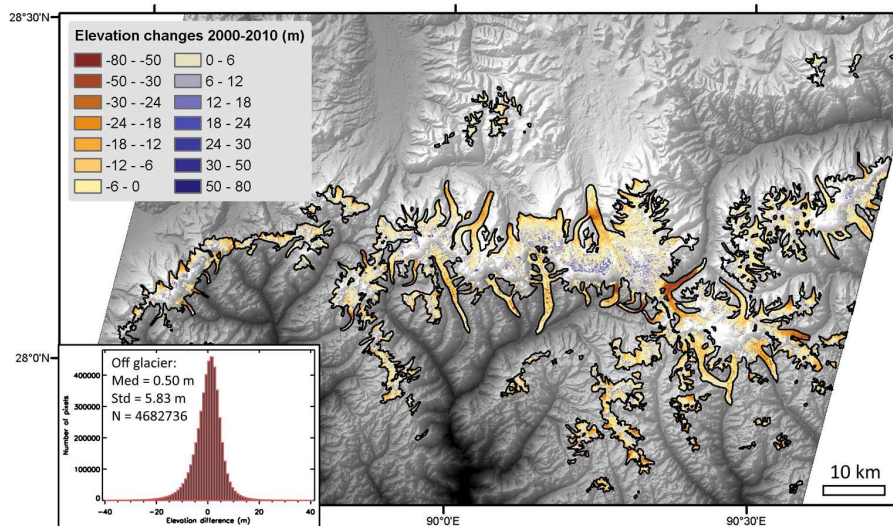 28°30'N
Elevation changes 2000-2010 (m)
-80 - -50
-50 - -30
-30 - -24
-24 - -18
-18 - -12
-12 - -6
-6 - 0
0 - 6
6 - 12
12 - 18
18 - 24
24 - 30
30 - 50
50 - 80
28°0'N
Off glacier:
Med = 0.50 m
Std = 5.83 m
N = 4682736
Number of pixels
400000
300000
200000
100000
0
-40
-20
0
20
40
Elevation difference (m)
90°0'E
90°30'E
10 km